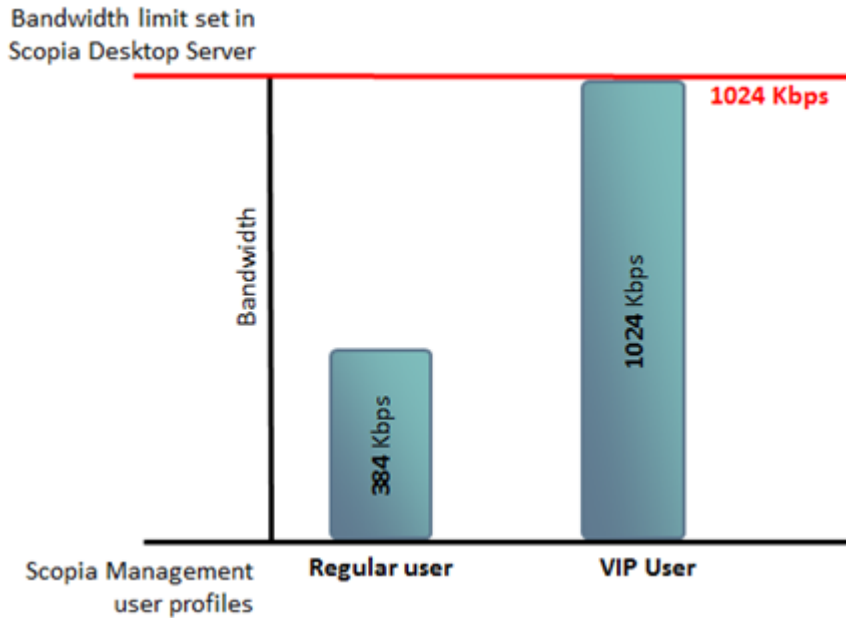 Bandwidth limit set in
Scopia Desktop Server
1024 Kbps
Bandwidth
384 Kbps
1024 Kbps
Regular user
VIP User
Scopia Management
user profiles